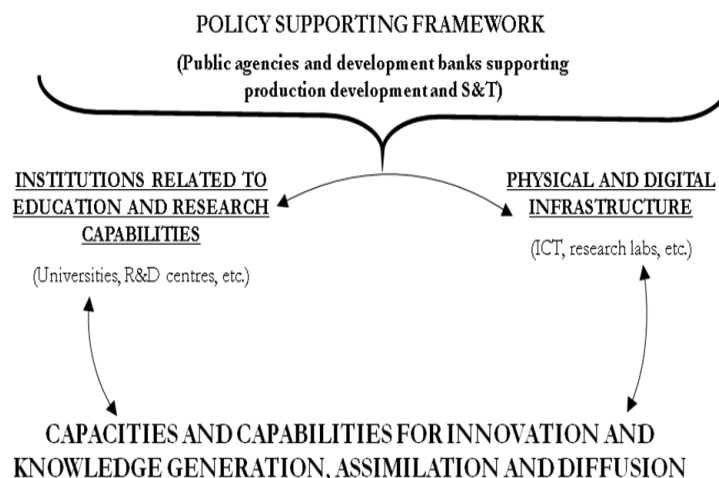 POLICY SUPPORTING FRAMEWORK
(Public agencies and development banks supporting
production development and S&T)
INSTITUTIONS RELATED TO
EDUCATION AND RESEARCH
CAPABILITIES
(Universities, R&D centres, etc.)
PHYSICAL AND DIGITAL
INFRASTRUCTURE
(ICT, research labs, etc.)
CAPACITIES AND CAPABILITIES FOR INNOVATION AND
KNOWLEDGE GENERATION, ASSIMILATION AND DIFFUSION